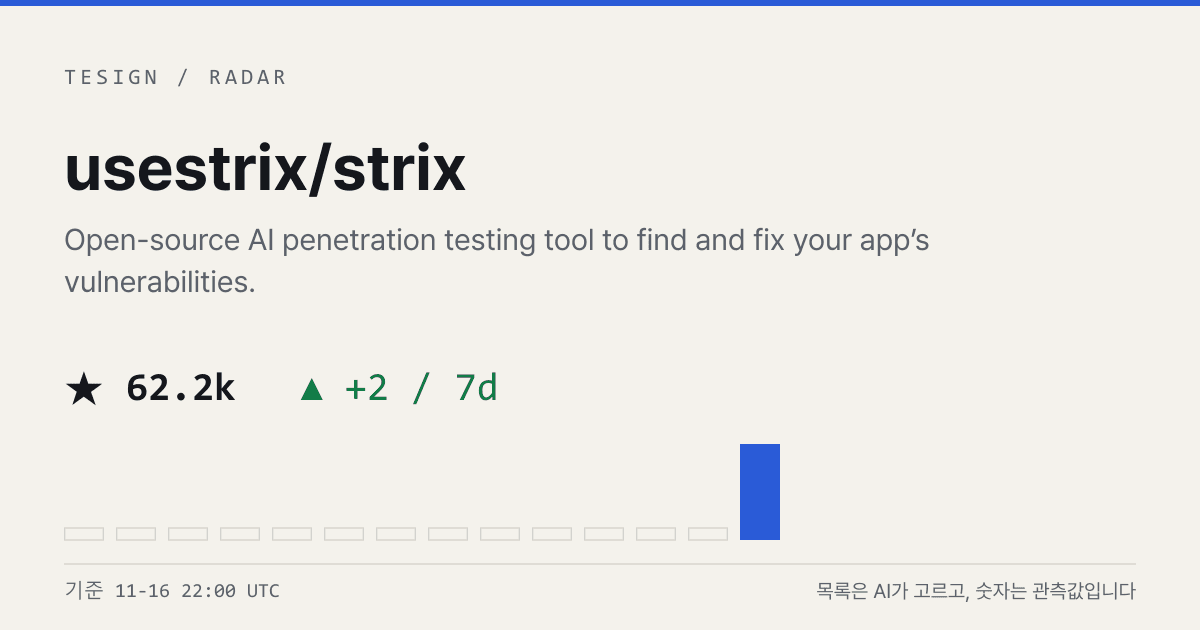 TESIGN / RADAR
usestrix/strix
Open-source AI penetration testing tool to find and fix your app’s
vulnerabilities.
★ 62.2k ▲ +2 / 7d
기준 11-16 22:00 UTC
목록은 AI가 고르고, 숫자는 관측값입니다